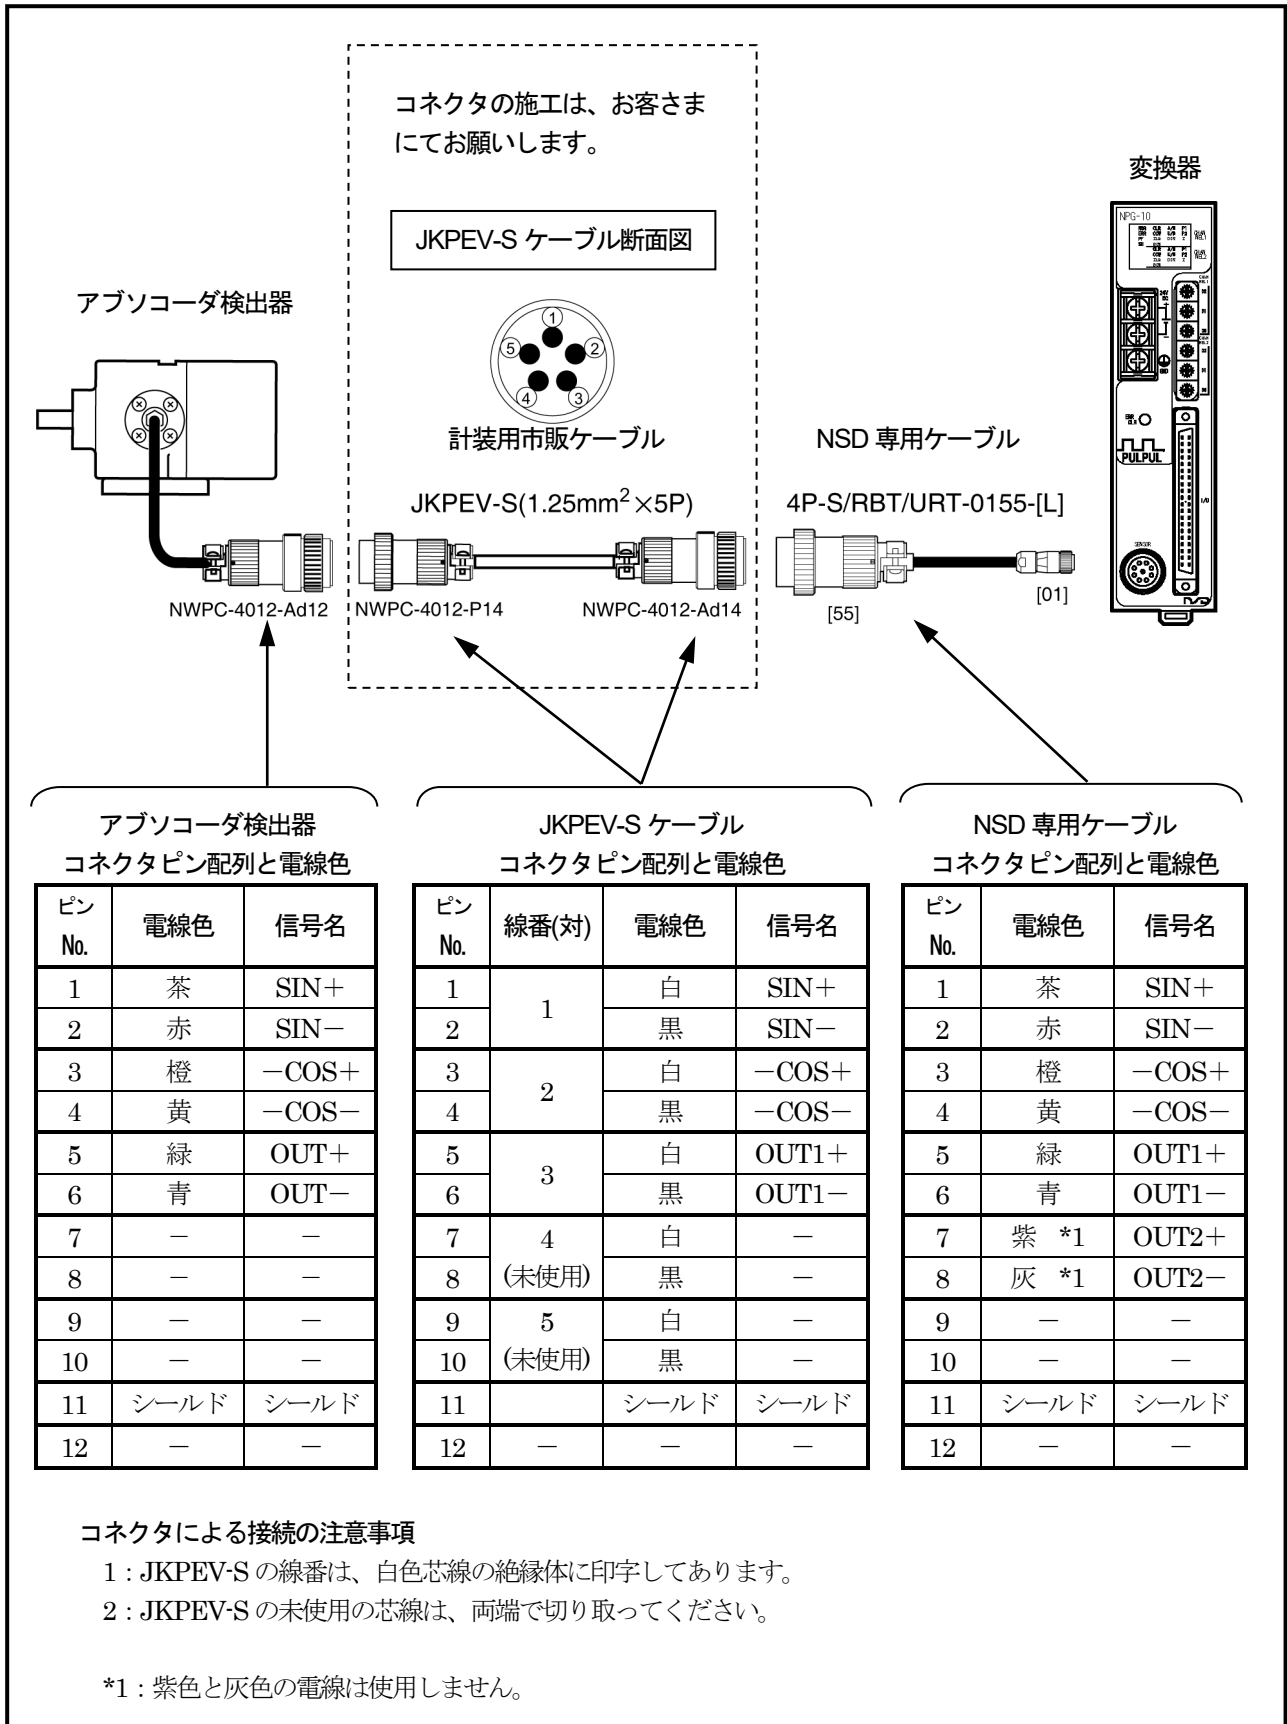 コネクタの施工は、お客さま
にてお願いします。
変換器
JKPEV-S ケーブル断面図
NPG-10
アブソコーダ検出器
1
5
2
4
3
計装用市販ケーブル
NSD 専用ケーブル
PULPUL
JKPEV-S(1.25mm²×5P)
4P-S/RBT/URT-0155-[L]
I/O
SENSOR
NWPC-4012-Ad12
NWPC-4012-P14
NWPC-4012-Ad14
[55]
[01]
アブソコーダ検出器
コネクタピン配列と電線色
ピン No. 電線色 信号名
1 茶 SIN+
2 赤 SIN−
3 橙 −COS+
4 黄 −COS−
5 緑 OUT+
6 青 OUT−
7 − −
8 − −
9 − −
10 − −
11 シールド シールド
12 − −
JKPEV-S ケーブル
コネクタピン配列と電線色
ピン No. 線番(対) 電線色 信号名
1 1 白 SIN+
2 黒 SIN−
3 2 白 −COS+
4 黒 −COS−
5 3 白 OUT1+
6 黒 OUT1−
7 4 白 −
8 (未使用) 黒 −
9 5 白 −
10 (未使用) 黒 −
11 シールド シールド
12 − − −
NSD 専用ケーブル
コネクタピン配列と電線色
ピン No. 電線色 信号名
1 茶 SIN+
2 赤 SIN−
3 橙 −COS+
4 黄 −COS−
5 緑 OUT1+
6 青 OUT1−
7 紫 *1 OUT2+
8 灰 *1 OUT2−
9 − −
10 − −
11 シールド シールド
12 − −
コネクタによる接続の注意事項
1 : JKPEV-S の線番は、白色芯線の絶縁体に印字してあります。
2 : JKPEV-S の未使用の芯線は、両端で切り取ってください。
*1 : 紫色と灰色の電線は使用しません。